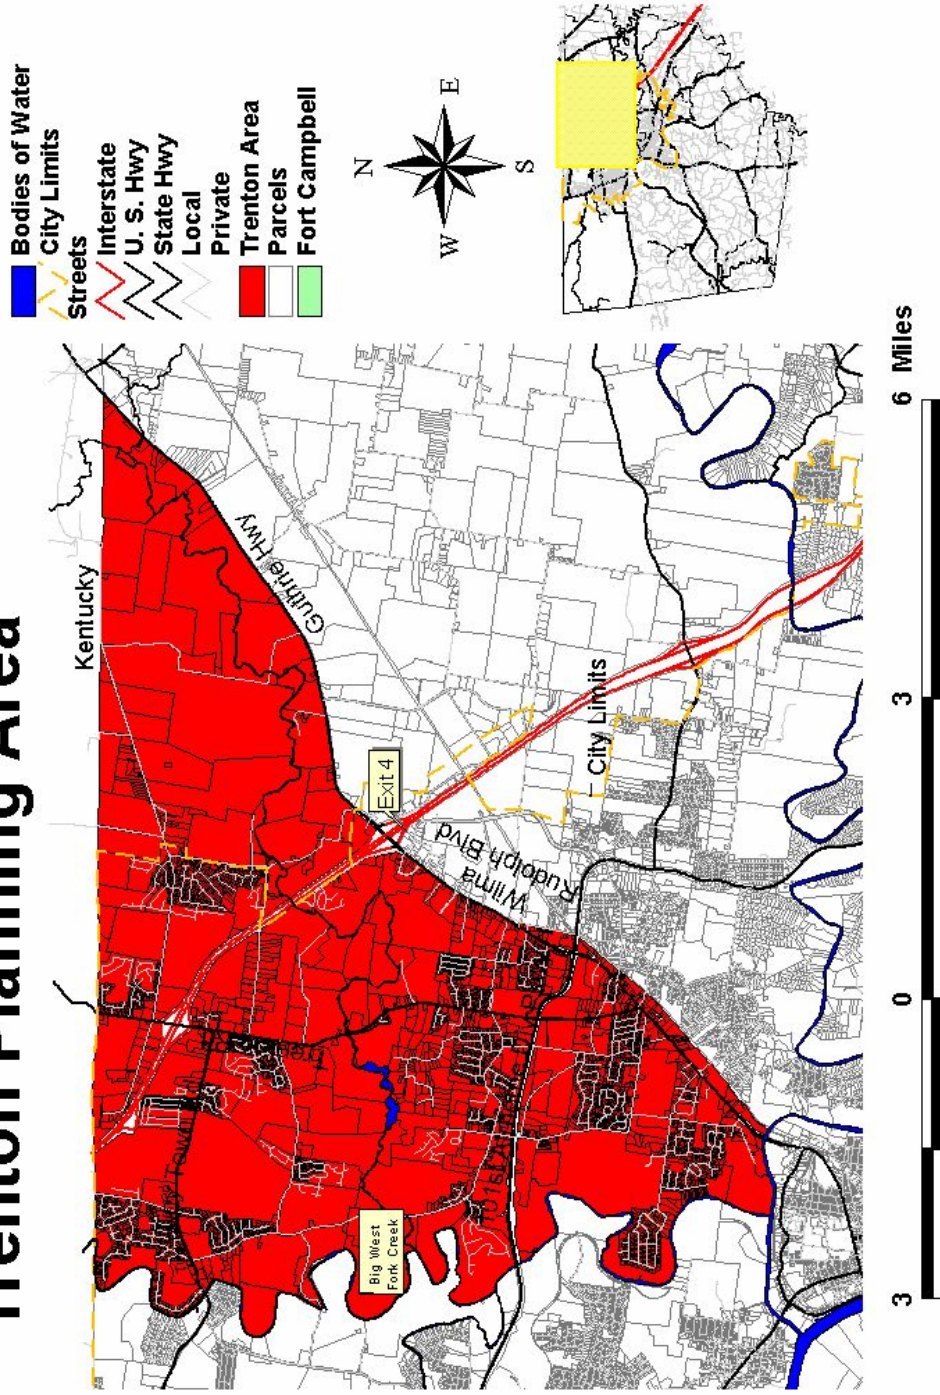 Trenton Planning Area
Bodies of Water
City Limits
Streets
Interstate
U. S. Hwy
State Hwy
Local
Private
Trenton Area
Parcels
Fort Campbell
N
W
E
S
Kentucky
Guthrie Hwy
Exit 4
Wilma
Rudolph Blvd
City Limits
Big West
Fork Creek
101st
3
0
3
6 Miles